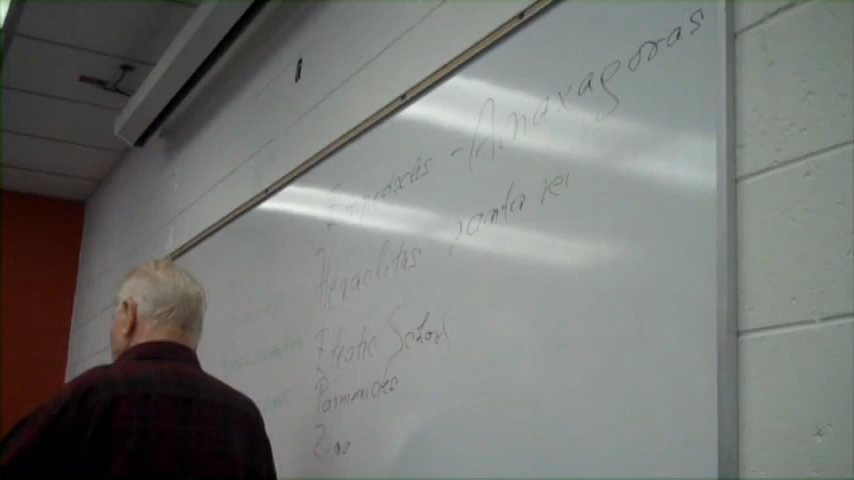 Empedocles - Anaxagoras
Heraclitus panta rei
Eleatic School
Parmenides
Zeno